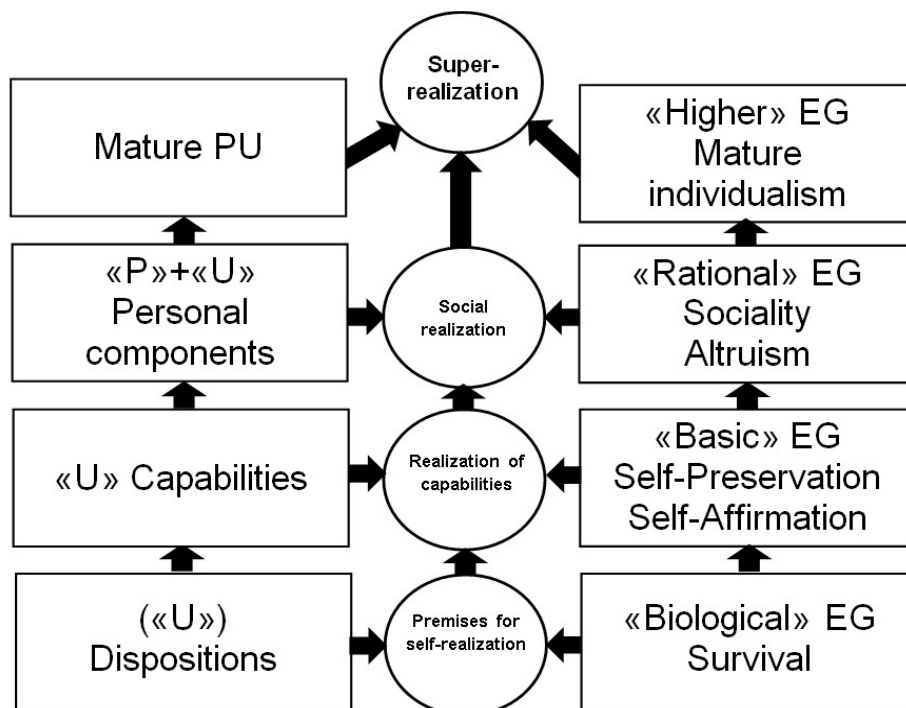 Super-
realization
Mature PU
«Higher» EG
Mature
individualism
«P»+«U»
Personal
components
Social
realization
«Rational» EG
Sociality
Altruism
«U» Capabilities
Realization of
capabilities
«Basic» EG
Self-Preservation
Self-Affirmation
(«U»)
Dispositions
Premises for
self-realization
«Biological» EG
Survival